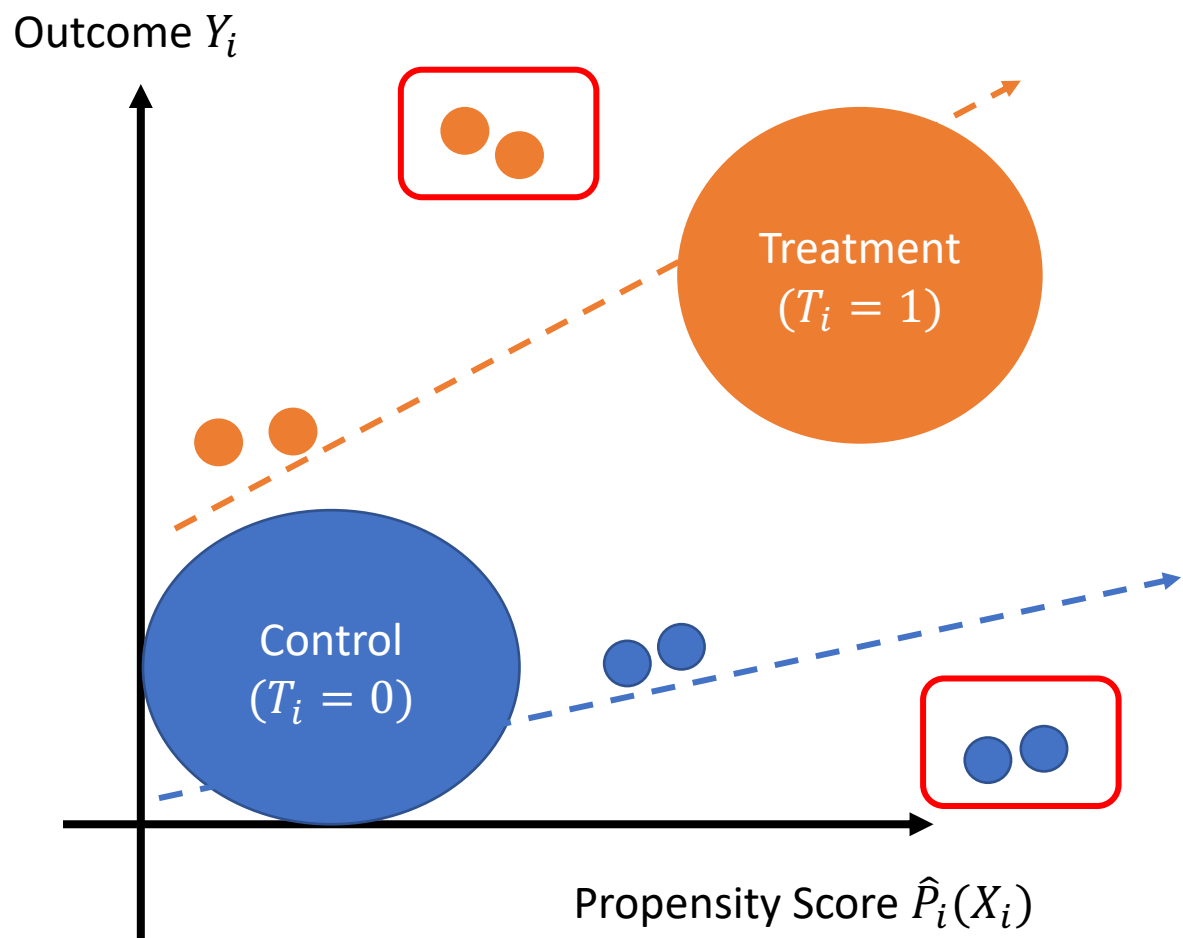 Outcome Yᵢ
Treatment
(Tᵢ = 1)
Control
(Tᵢ = 0)
Propensity Score P̂ᵢ(Xᵢ)